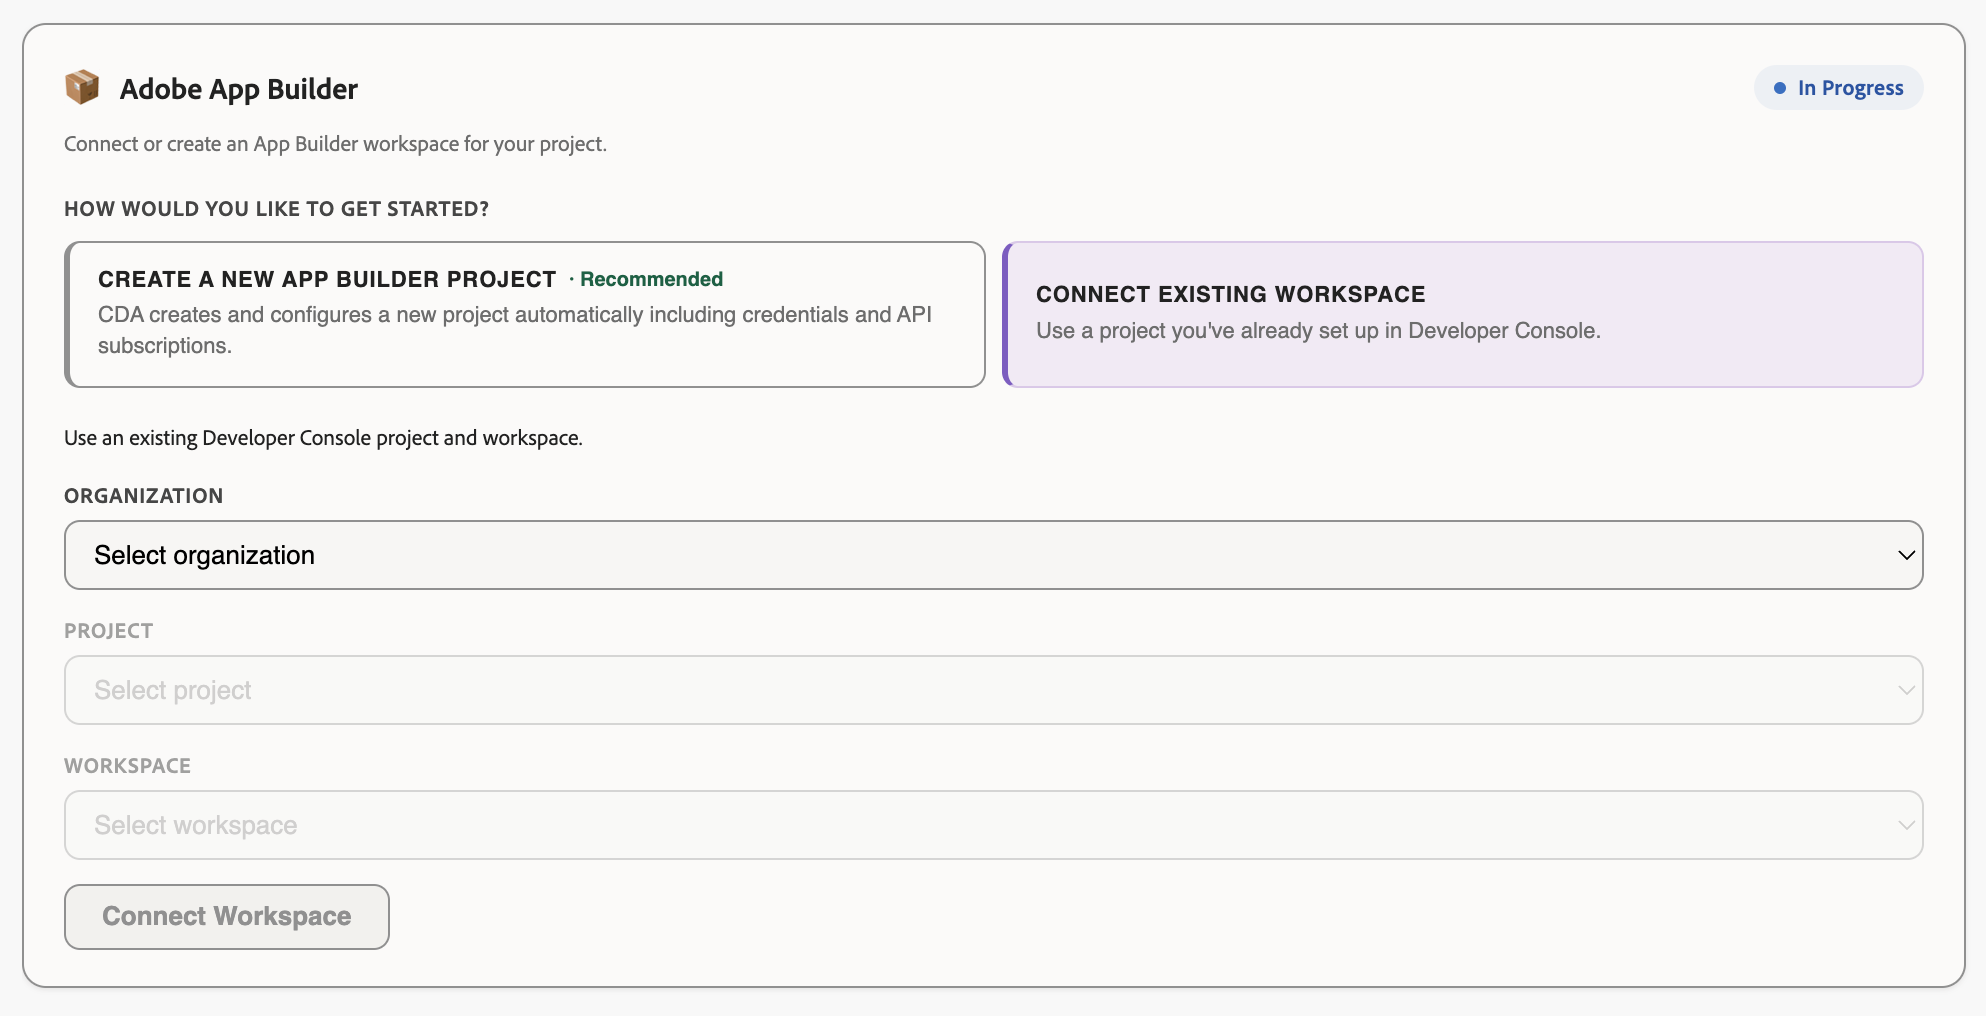 Adobe App Builder
In Progress
Connect or create an App Builder workspace for your project.
HOW WOULD YOU LIKE TO GET STARTED?
CREATE A NEW APP BUILDER PROJECT · Recommended
CDA creates and configures a new project automatically including credentials and API
subscriptions.
CONNECT EXISTING WORKSPACE
Use a project you've already set up in Developer Console.
Use an existing Developer Console project and workspace.
ORGANIZATION
Select organization
PROJECT
Select project
WORKSPACE
Select workspace
Connect Workspace